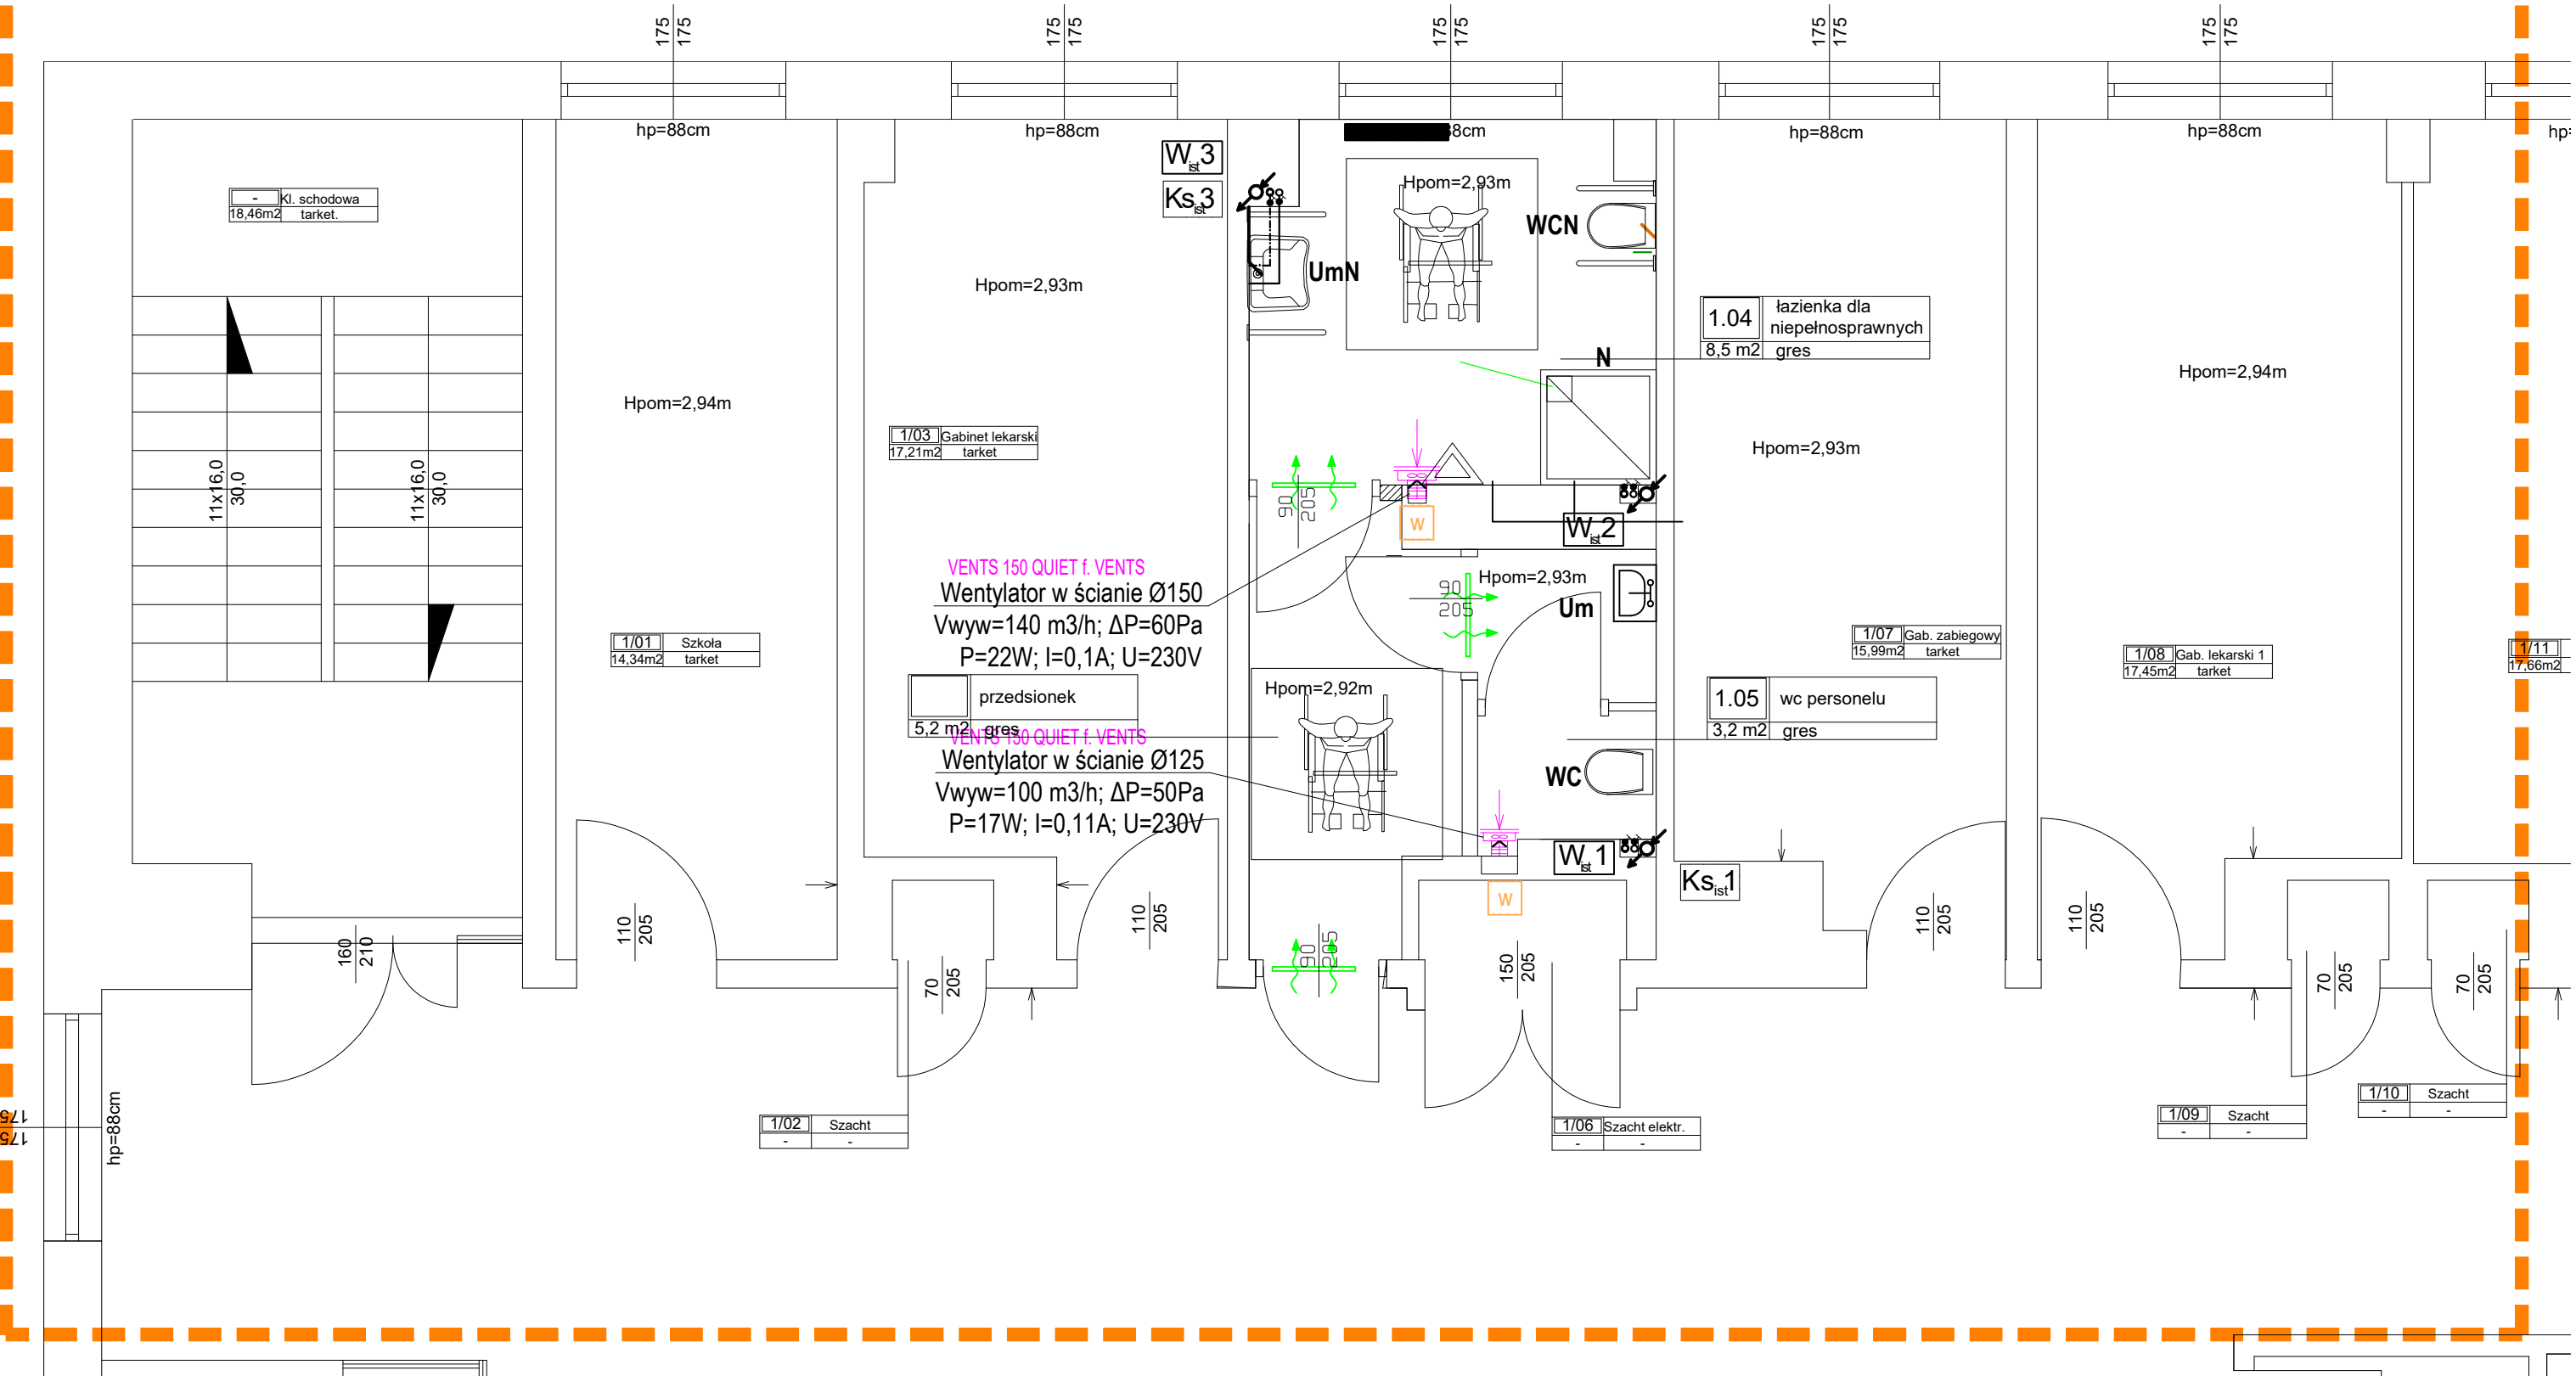 175
175
175
175
175
175
175
175
175
175
hp=88cm
hp=88cm
8cm
hp=88cm
hp=88cm
hp=
W ist 3
Ks ist 3
- Kl. schodowa
18,46m2 tarket.
Hpom=2,93m
WCN
UmN
Hpom=2,93m
1.04 łazienka dla
niepełnosprawnych
8,5 m2 gres
N
Hpom=2,94m
Hpom=2,94m
1/03 Gabinet lekarski
17,21m2 tarket
Hpom=2,93m
11x16,0
30,0
11x16,0
30,0
90
205
W
W ist 2
VENTS 150 QUIET f. VENTS
Wentylator w ścianie Ø150
Vwyw=140 m3/h; ΔP=60Pa
P=22W; I=0,1A; U=230V
Hpom=2,93m
90
205
Um
1/01 Szkoła
14,34m2 tarket
1/07 Gab. zabiegowy
15,99m2 tarket
1/08 Gab. lekarski 1
17,45m2 tarket
1/11
17,66m2
przedsionek
5,2 m2 gres
Hpom=2,92m
1.05 wc personelu
3,2 m2 gres
VENTS 150 QUIET f. VENTS
Wentylator w ścianie Ø125
Vwyw=100 m3/h; ΔP=50Pa
P=17W; I=0,11A; U=230V
WC
W ist 1
Ks ist 1
W
160
210
110
205
70
205
110
205
90
205
150
205
110
205
110
205
70
205
70
205
175
175
hp=88cm
1/02 Szacht
- -
1/06 Szacht elektr.
- -
1/09 Szacht
- -
1/10 Szacht
- -